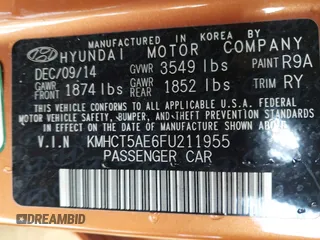 MANUFACTURED IN KOREA BY
HYUNDAI MOTOR COMPANY
DEC/09/14 GVWR 3549 lbs PAINT R9A
GAWR FRONT 1874 lbs GAWR REAR 1852 lbs TRIM RY
THIS VEHICLE CONFORMS TO ALL APPLICABLE U.S. FEDERAL
MOTOR VEHICLE SAFETY, BUMPER, AND THEFT PREVENTION
STANDARDS IN EFFECT ON THE DATE OF MANUFACTURE SHOWN ABOVE.
V.I.N KMHCT5AE6FU211955
PASSENGER CAR
DREAMBID